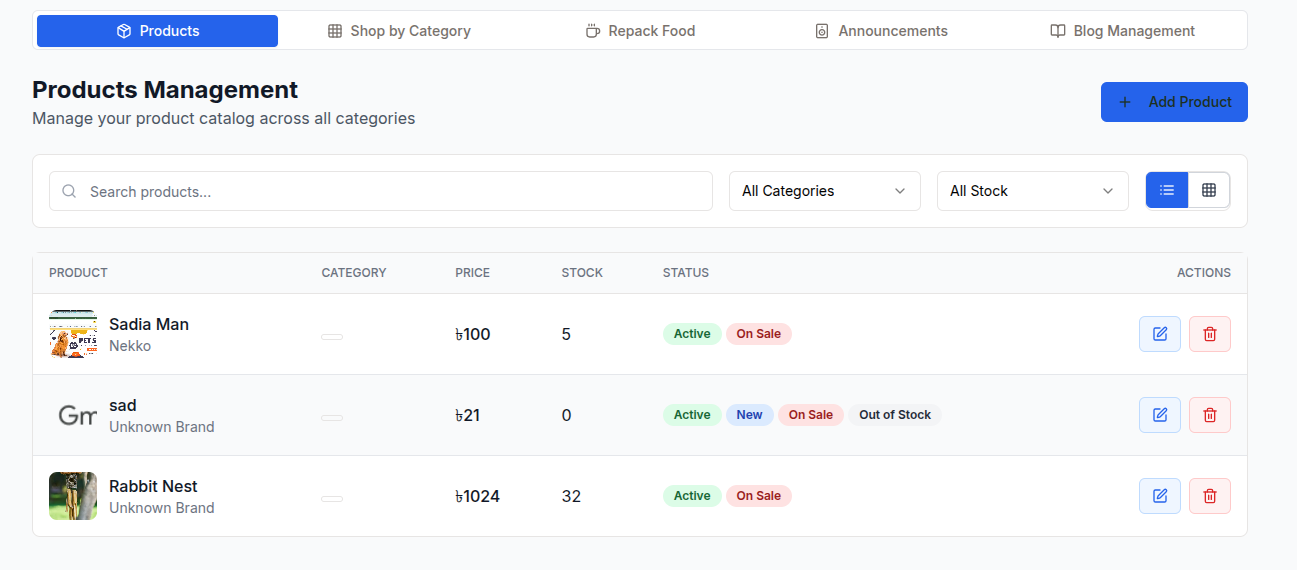 Products Shop by Category Repack Food Announcements Blog Management
Products Management
Manage your product catalog across all categories
Add Product
Search products...
All Categories
All Stock
PRODUCT CATEGORY PRICE STOCK STATUS ACTIONS
Sadia Man
Nekko
৳100 5 Active On Sale
PETS
Gm
sad
Unknown Brand
৳21 0 Active New On Sale Out of Stock
Rabbit Nest
Unknown Brand
৳1024 32 Active On Sale